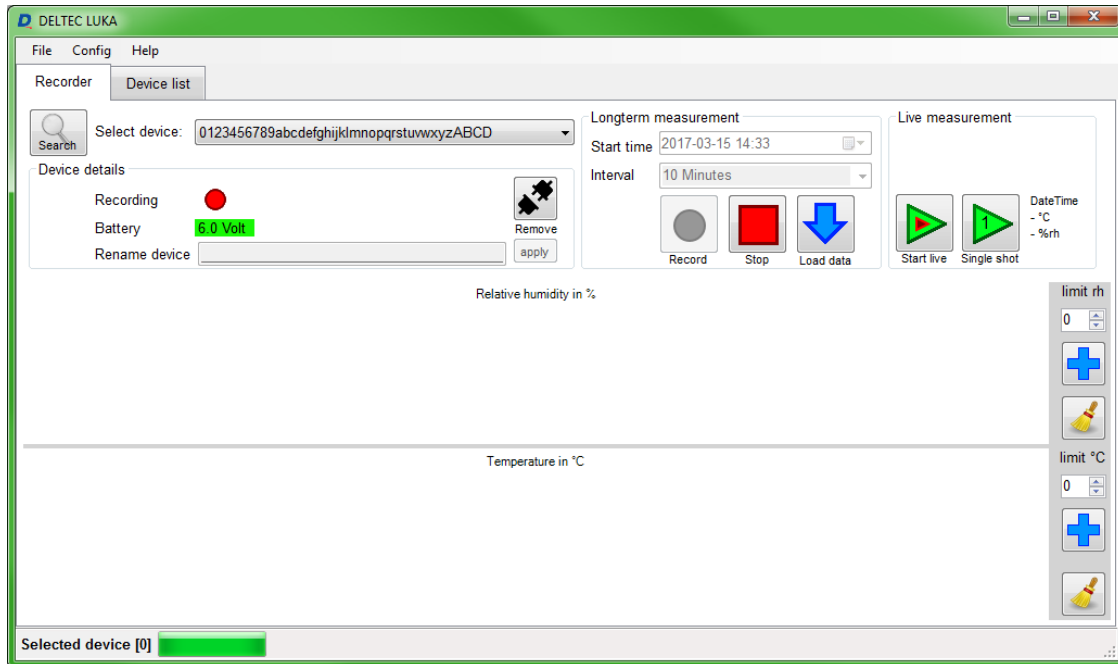 DELTEC LUKA
File Config Help
Recorder Device list
Search
Select device: 0123456789abcdefghijklmnopqrstuvwxyzABCD
Device details
Recording
Battery 6.0 Volt
Rename device
Remove
apply
Longterm measurement
Start time 2017-03-15 14:33
Interval 10 Minutes
Record Stop Load data
Live measurement
Start live
1
Single shot
DateTime
- °C
- %rh
Relative humidity in %
limit rh
0
Temperature in °C
limit °C
0
Selected device [0]